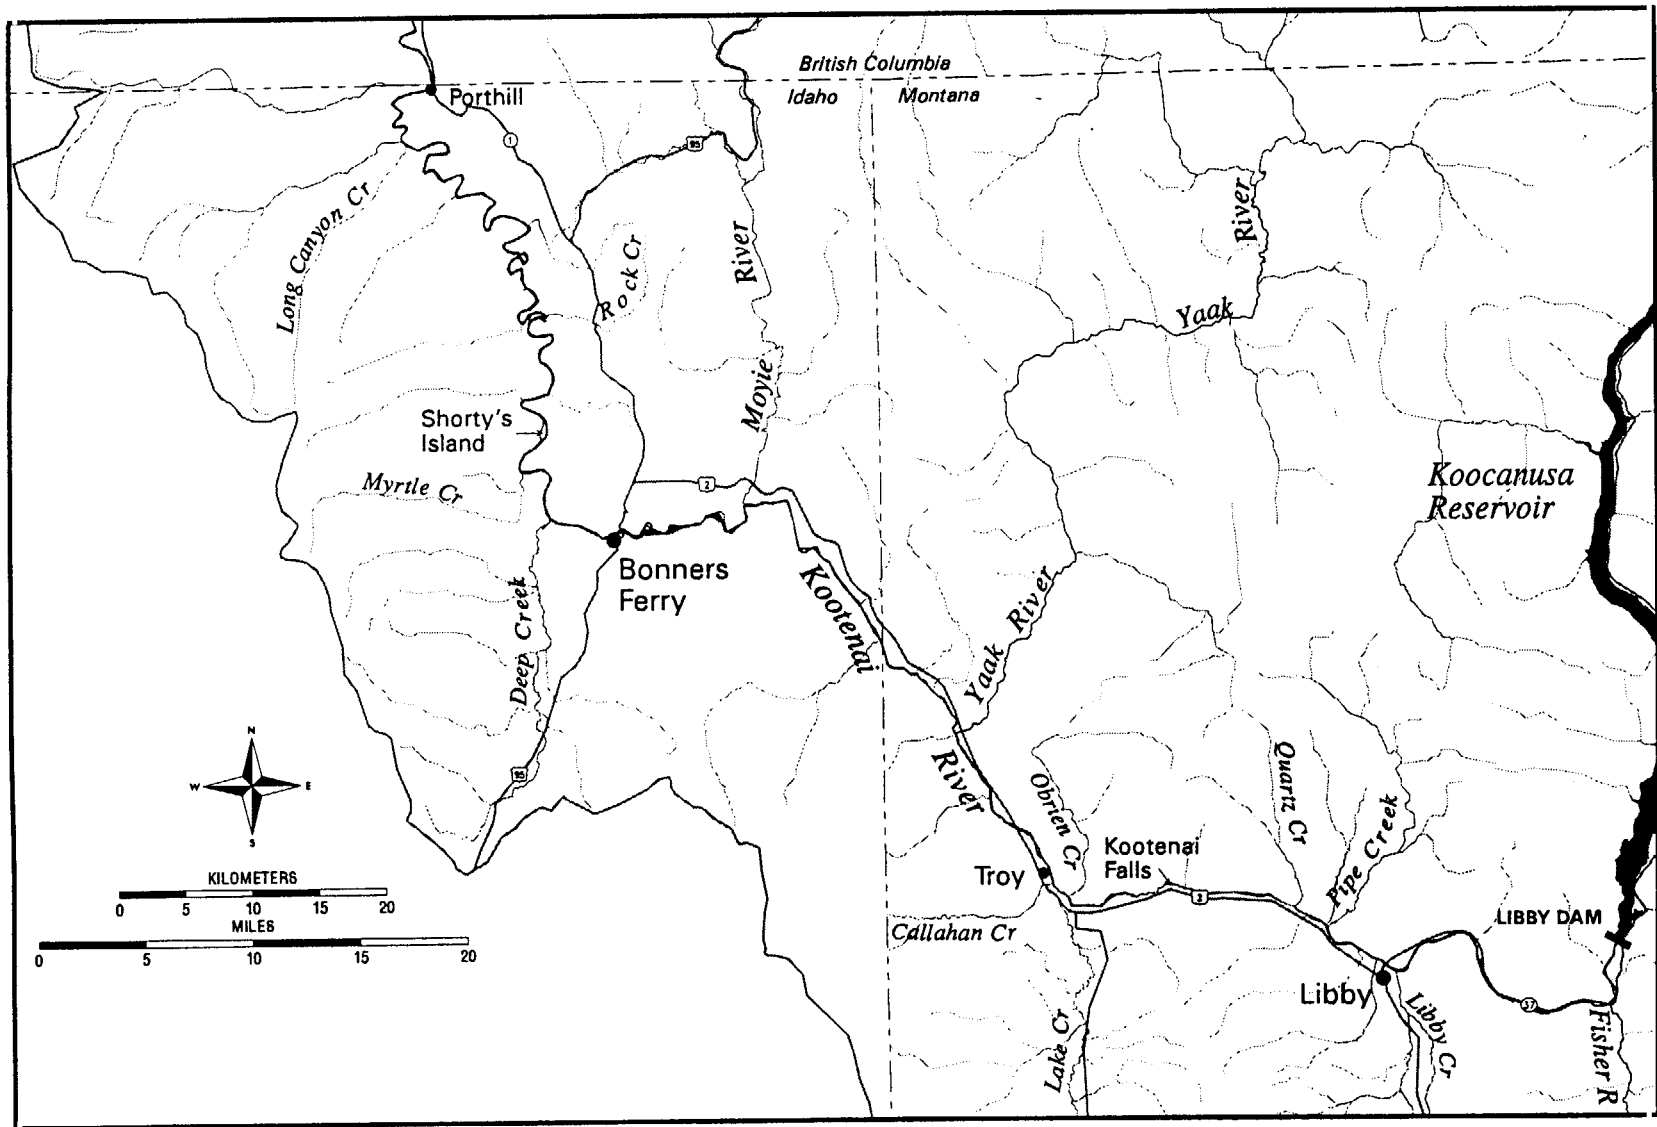 British Columbia
Idaho
Montana
Porthill
1
95
Long Canyon Cr
Rock Cr
River
Moyie
River
Yaak
Shorty's
Island
Myrtle Cr
2
Koocanusa
Reservoir
Bonners
Ferry
Deep Creek
Kootenai
River
Yaak River
95
N
W
E
S
Obrien Cr
Quartz Cr
Pipe Creek
Kootenai
Falls
Troy
2
LIBBY DAM
Callahan Cr
Libby
37
Libby Cr
Lake Cr
Fisher R
KILOMETERS
0 5 10 15 20
MILES
0 5 10 15 20